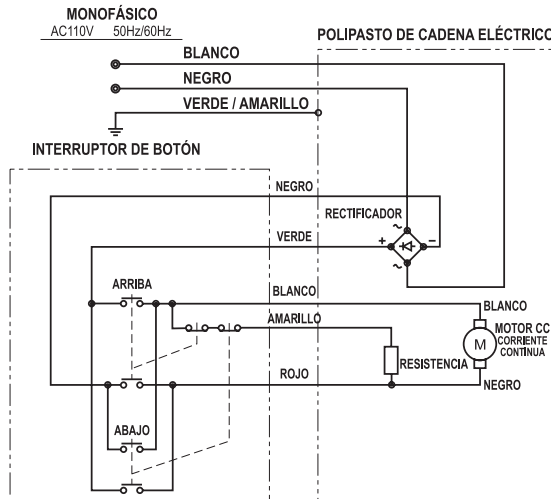 MONOFÁSICO
AC110V 50Hz/60Hz
POLIPASTO DE CADENA ELÉCTRICO
BLANCO
NEGRO
VERDE / AMARILLO
INTERRUPTOR DE BOTÓN
NEGRO
RECTIFICADOR
~
VERDE
+
−
~
ARRIBA
BLANCO
BLANCO
AMARILLO
MOTOR CC
CORRIENTE
CONTÍNUA
M
RESISTENCIA
ROJO
NEGRO
ABAJO